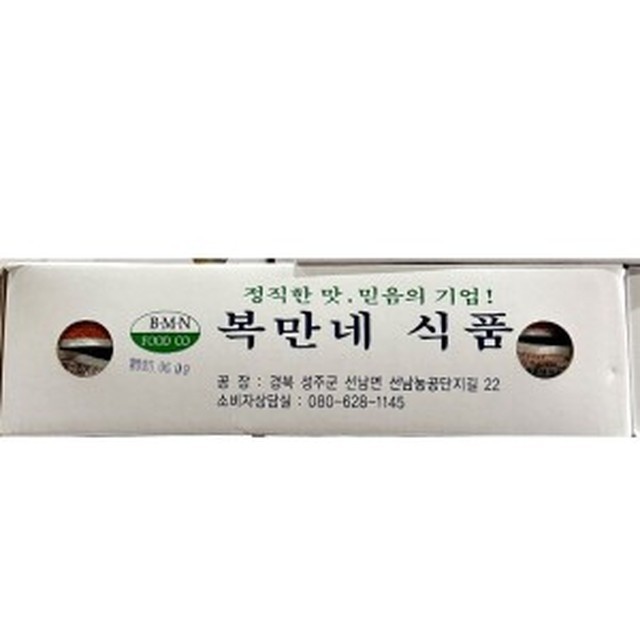 정직한 맛, 믿음의 기업!
B·M·N
FOOD CO
복만네 식품
공 장 : 경북 성주군 선남면 선남농공단지길 22
소비자상담실 : 080-628-1145